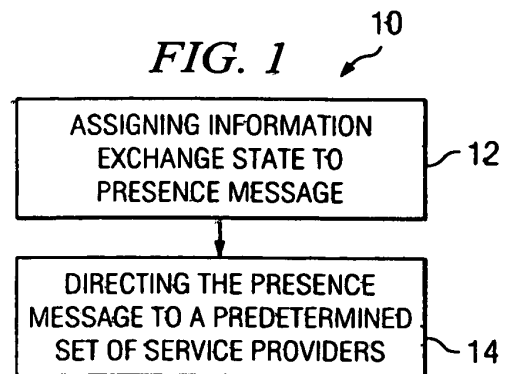 FIG. 1
10
ASSIGNING INFORMATION
EXCHANGE STATE TO
PRESENCE MESSAGE
12
DIRECTING THE PRESENCE
MESSAGE TO A PREDETERMINED
SET OF SERVICE PROVIDERS
14